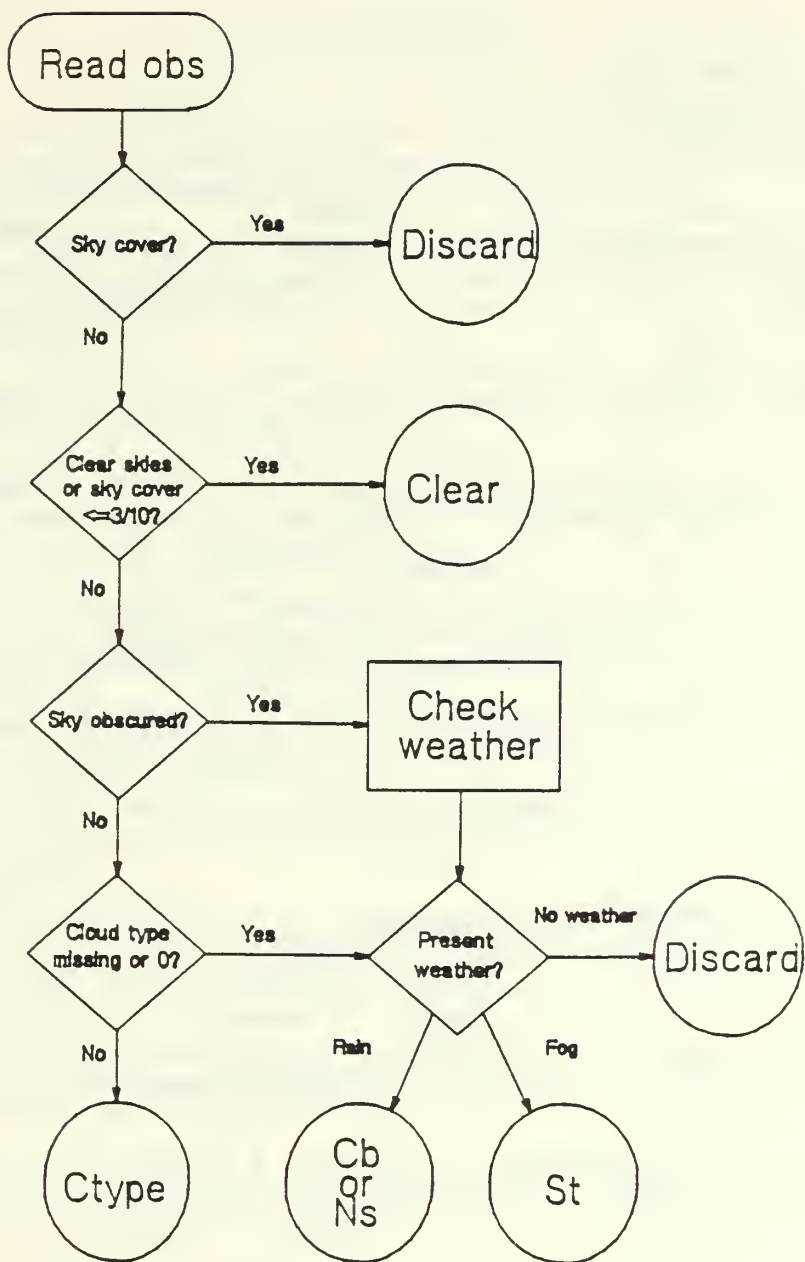 Read obs
Sky cover?
Yes
Discard
No
Clear skies
or sky cover
<=3/10?
Yes
Clear
No
Sky obscured?
Yes
Check
weather
No
Cloud type
missing or 0?
Yes
Present
weather?
No weather
Discard
No
Rain
Fog
Ctype
Cb
or
Ns
St